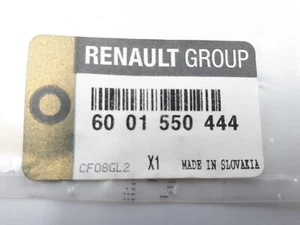 RENAULT GROUP
60 01 550 444
CF08GL2 X1 MADE IN SLOVAKIA